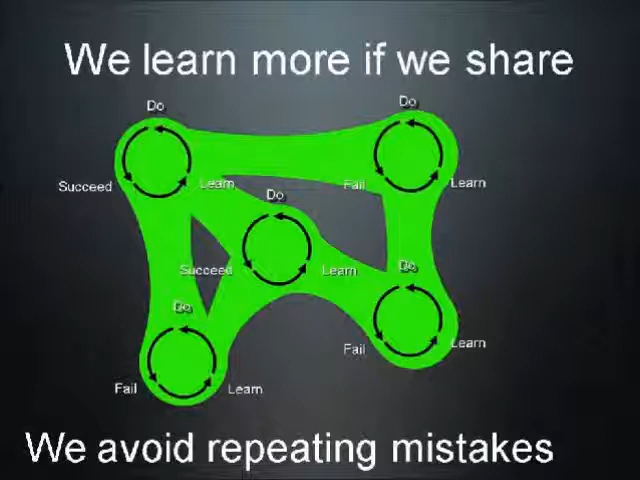 We learn more if we share
Do
Do
Succeed
Learn
Fail
Learn
Do
Succeed
Learn
Do
Do
Fail
Learn
Fail
Learn
We avoid repeating mistakes